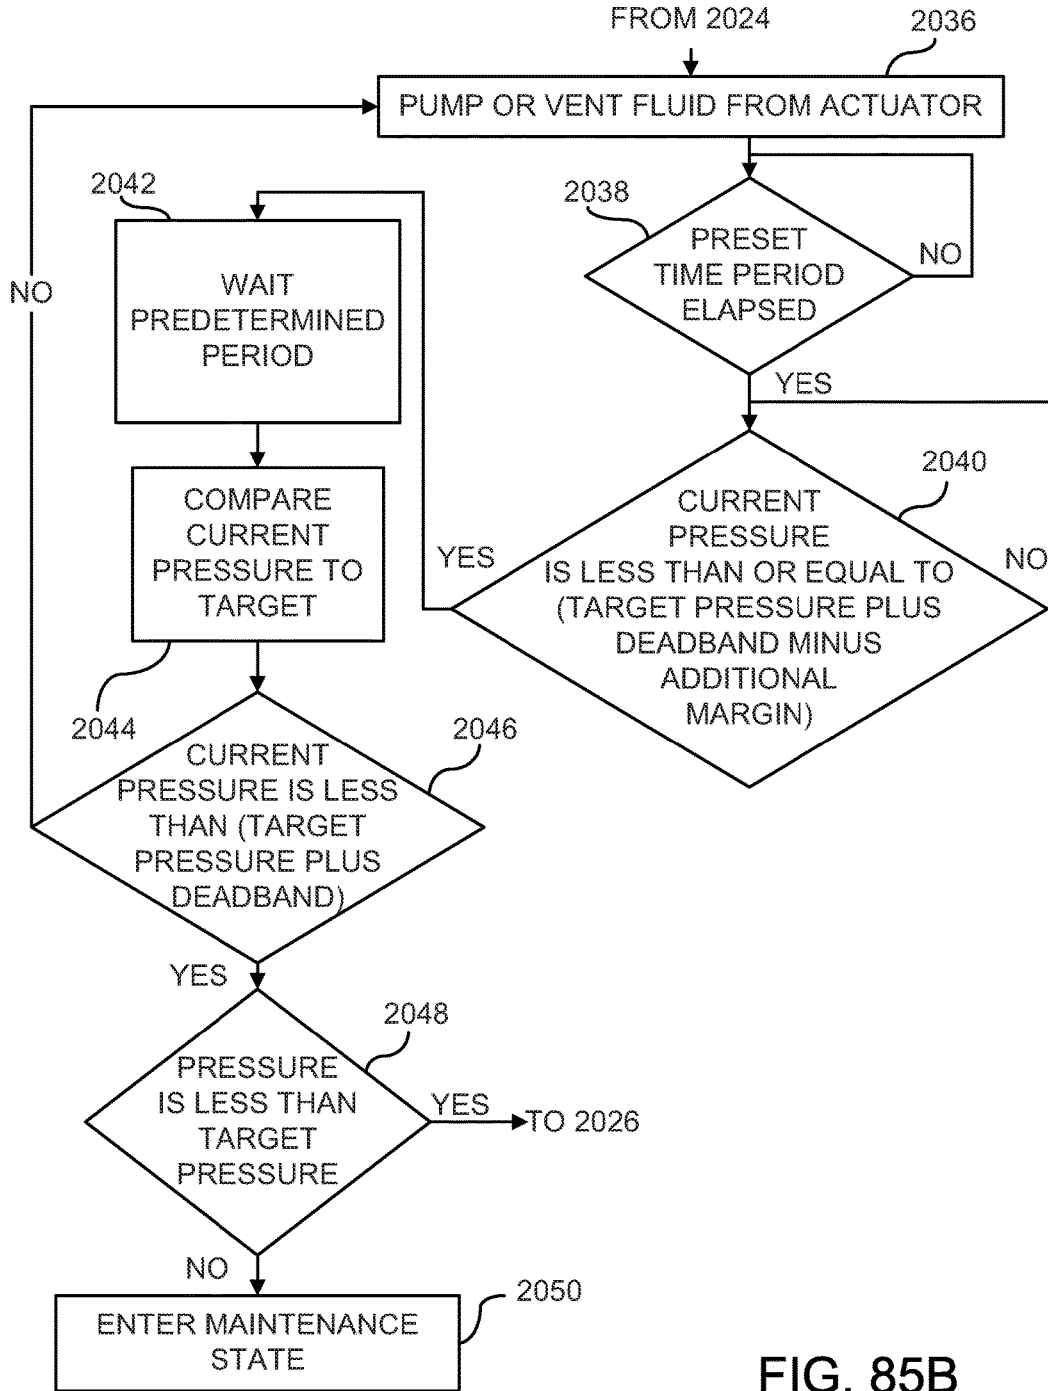 FROM 2024
2036
PUMP OR VENT FLUID FROM ACTUATOR
2038
PRESET
TIME PERIOD
ELAPSED
NO
YES
2040
CURRENT
PRESSURE
IS LESS THAN OR EQUAL TO
(TARGET PRESSURE PLUS
DEADBAND MINUS
ADDITIONAL
MARGIN)
YES
NO
2042
WAIT
PREDETERMINED
PERIOD
NO
COMPARE
CURRENT
PRESSURE TO
TARGET
2044
2046
CURRENT
PRESSURE IS LESS
THAN (TARGET
PRESSURE PLUS
DEADBAND)
YES
2048
PRESSURE
IS LESS THAN
TARGET
PRESSURE
YES
TO 2026
NO
2050
ENTER MAINTENANCE
STATE
FIG. 85B